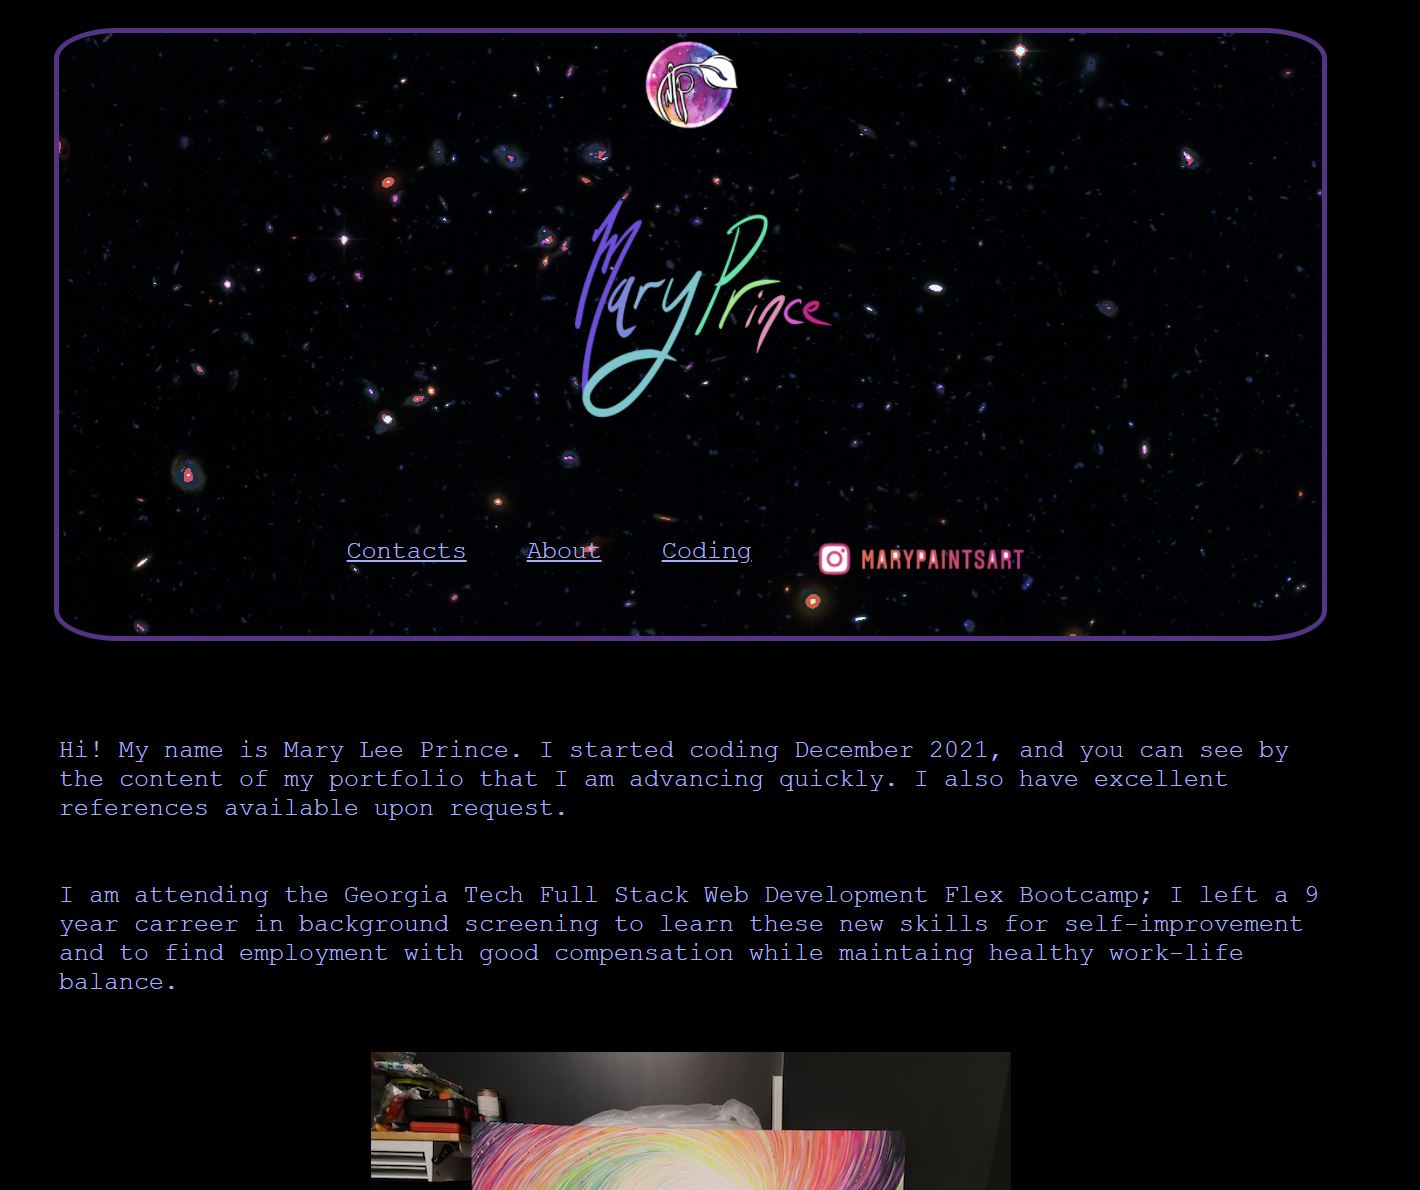 MP
Mary Prince
Contacts About Coding MARYPAINTSART
Hi! My name is Mary Lee Prince. I started coding December 2021, and you can see by
the content of my portfolio that I am advancing quickly. I also have excellent
references available upon request.
I am attending the Georgia Tech Full Stack Web Development Flex Bootcamp; I left a 9
year carreer in background screening to learn these new skills for self-improvement
and to find employment with good compensation while maintaing healthy work-life
balance.